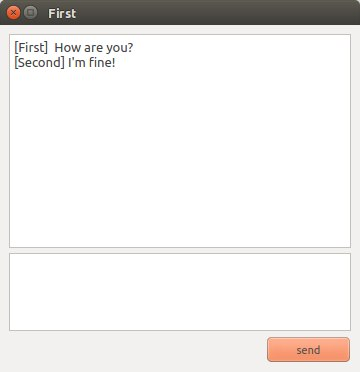 First
[First]  How are you?
[Second] I'm fine!
send